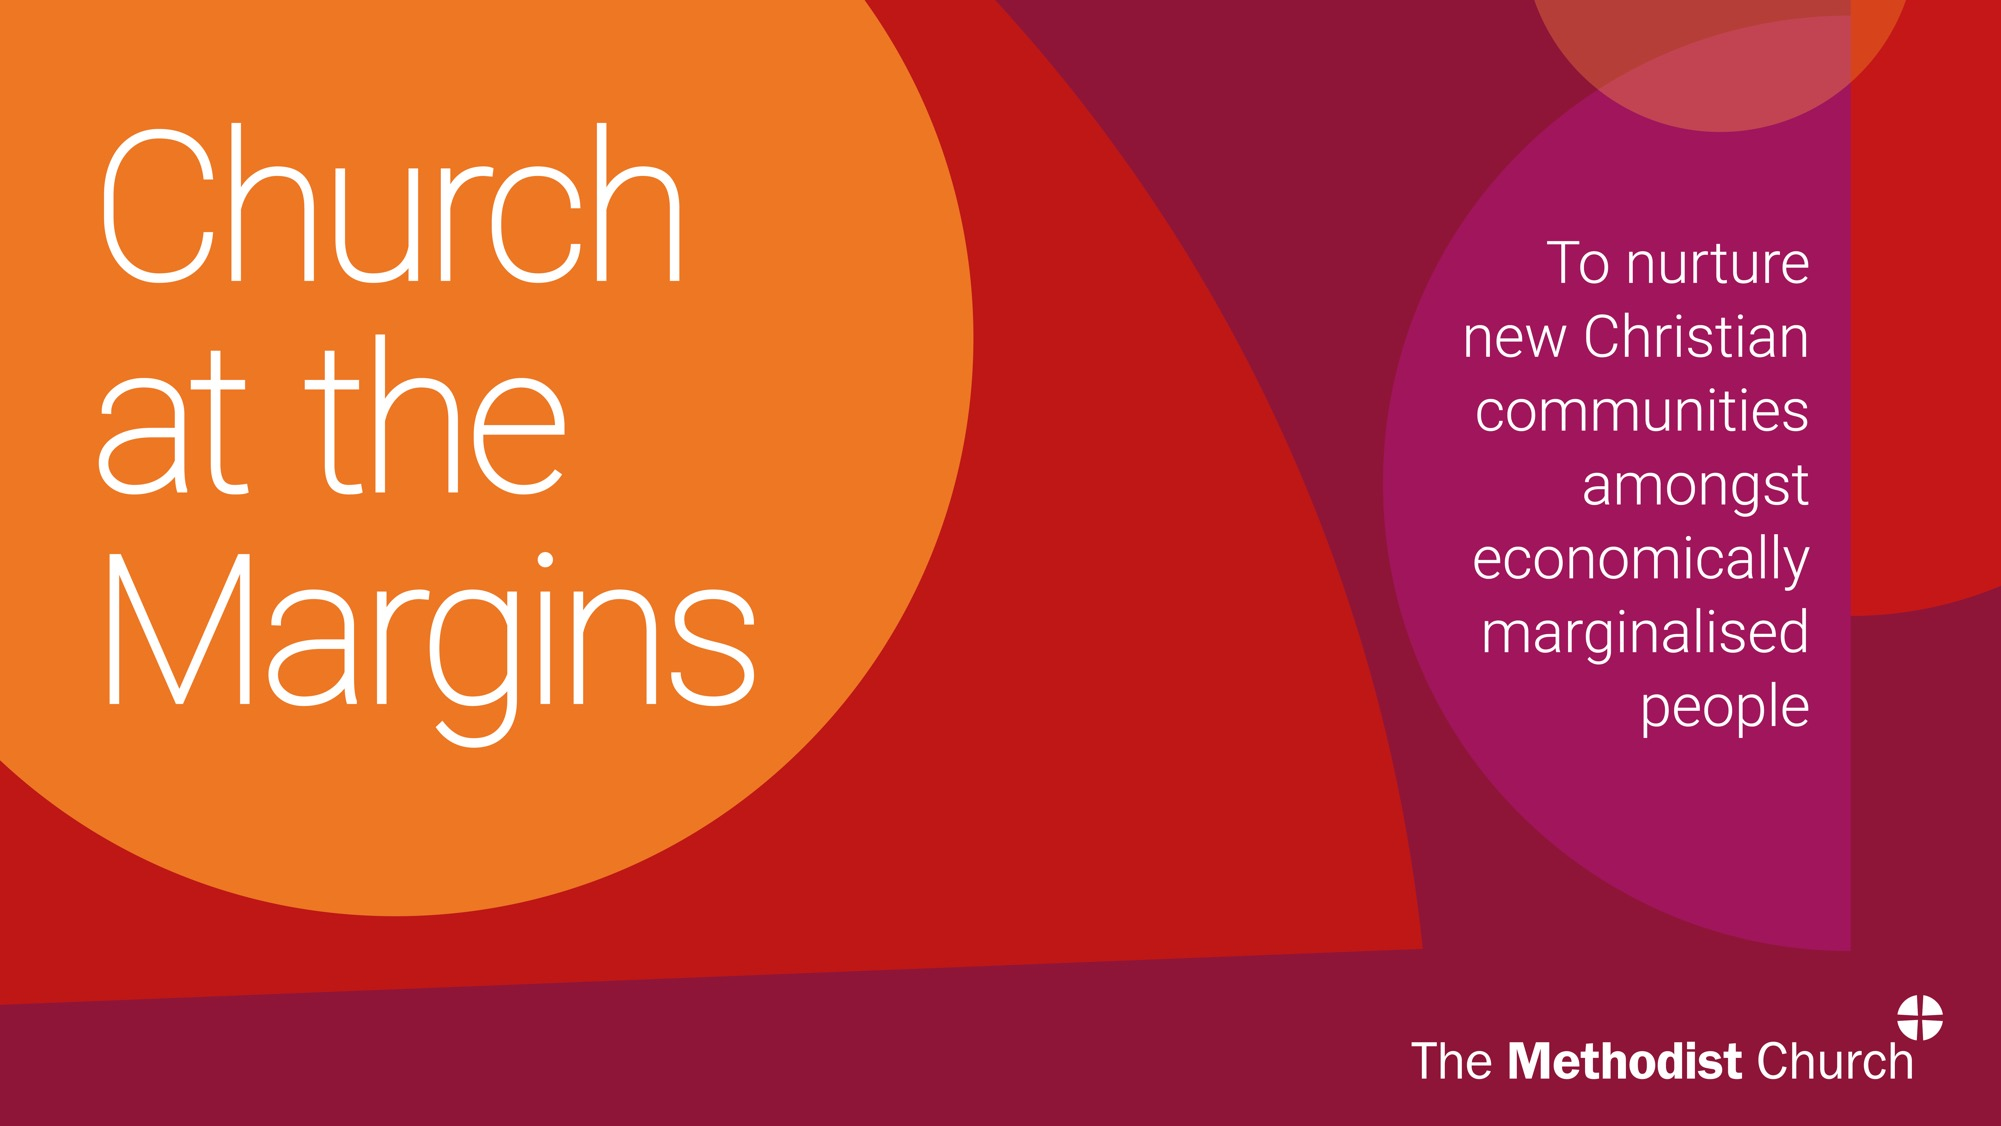 Church
at the
Margins
To nurture
new Christian
communities
amongst
economically
marginalised
people
The Methodist Church